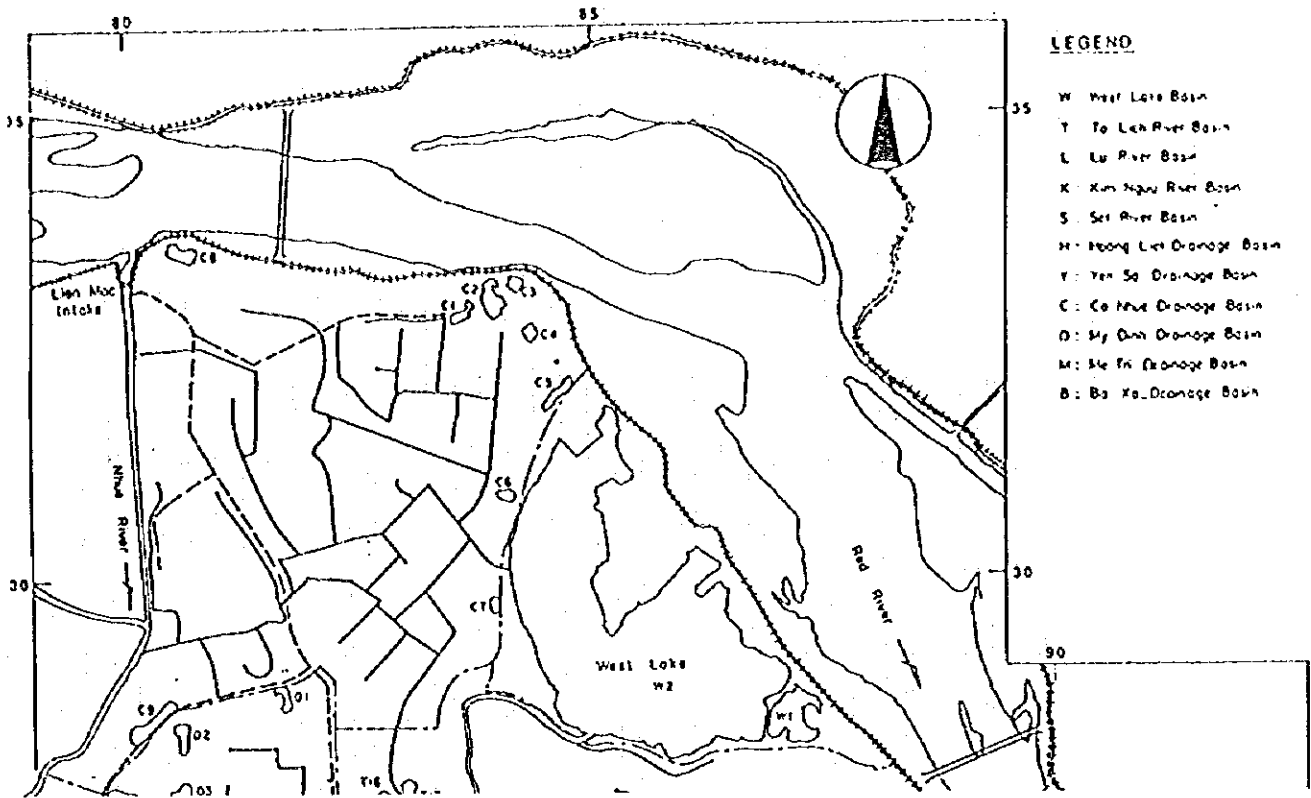 80
85
LEGEND
W West Lake Basin
T To Lich River Basin
L Lu River Basin
K : Kim Nguu River Basin
S : Set River Basin
H : Hoang Liet Drainage Basin
Y : Yen So Drainage Basin
C : Co Nhue Drainage Basin
D : My Dinh Drainage Basin
M : Me Tri Drainage Basin
B : Ba Xa Drainage Basin
35
35
C8
Lien Mac
Intake
C1
C2
C3
C4
C5
C6
Nhue River
Red River
30
30
C7
West Lake
W2
W1
90
C9
D1
D2
D3
T16